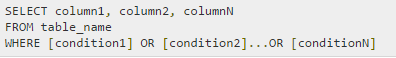 SELECT column1, column2, columnN
FROM table_name
WHERE [condition1] OR [condition2]...OR [conditionN]